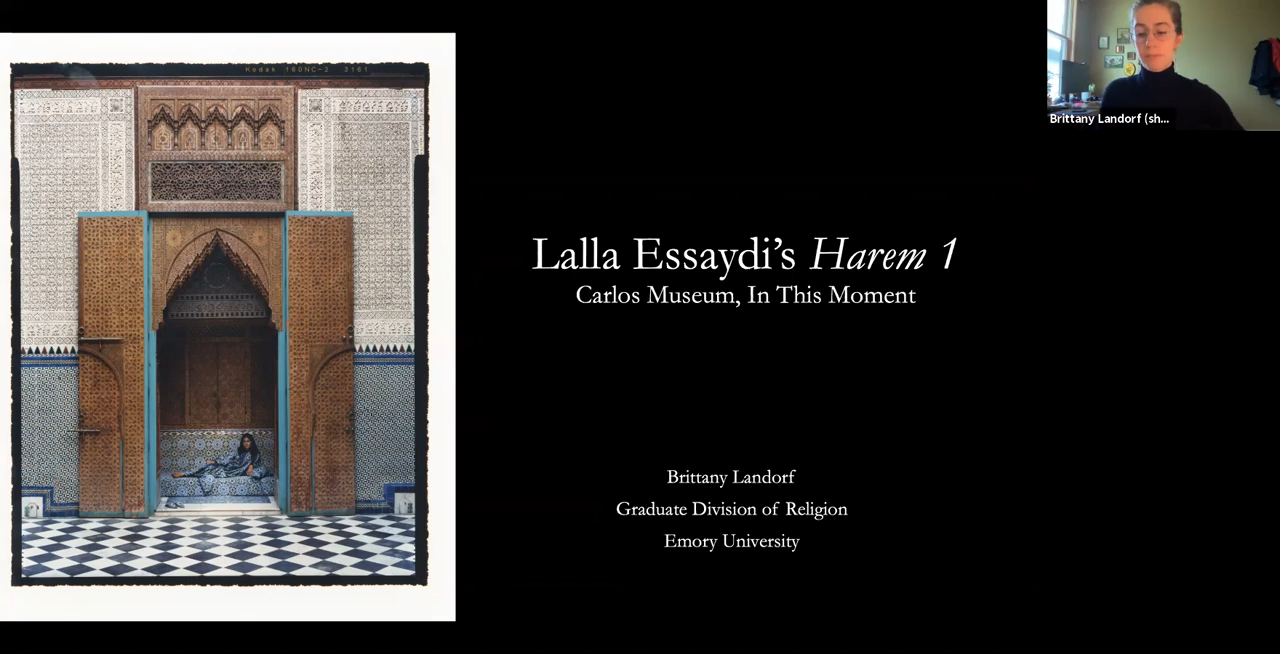 Kodak 160NC-2 3161
Brittany Landorf (sh...
Lalla Essaydi’s Harem 1
Carlos Museum, In This Moment
Brittany Landorf
Graduate Division of Religion
Emory University